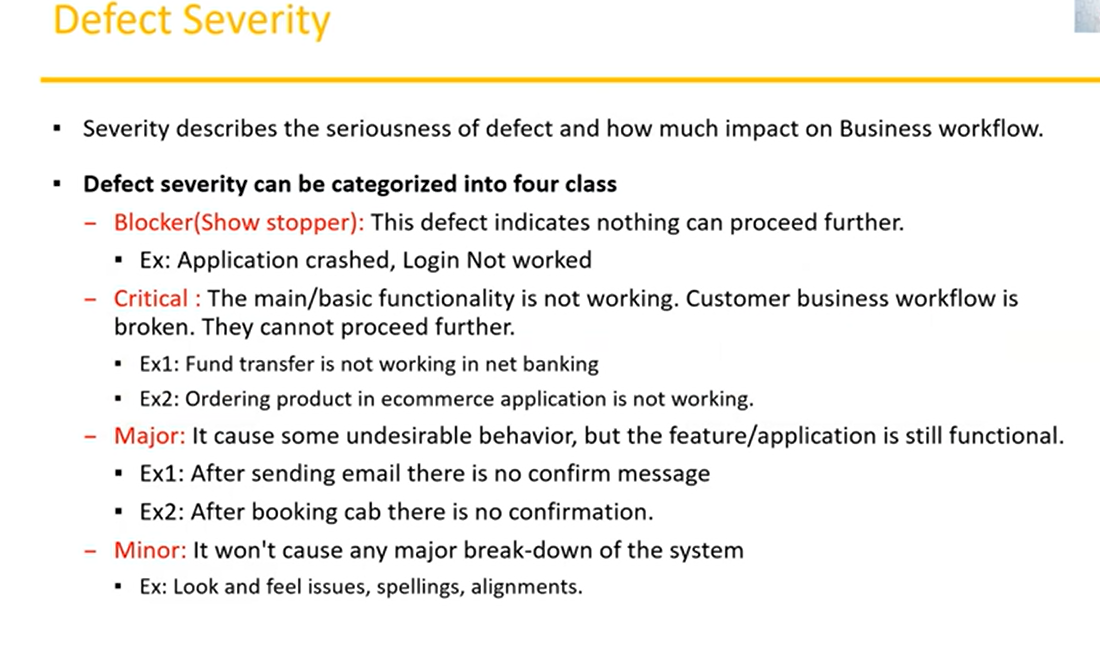 Defect Severity
▪ Severity describes the seriousness of defect and how much impact on Business workflow.
▪ Defect severity can be categorized into four class
– Blocker(Show stopper): This defect indicates nothing can proceed further.
▪ Ex: Application crashed, Login Not worked
– Critical : The main/basic functionality is not working. Customer business workflow is
broken. They cannot proceed further.
▪ Ex1: Fund transfer is not working in net banking
▪ Ex2: Ordering product in ecommerce application is not working.
– Major: It cause some undesirable behavior, but the feature/application is still functional.
▪ Ex1: After sending email there is no confirm message
▪ Ex2: After booking cab there is no confirmation.
– Minor: It won't cause any major break-down of the system
▪ Ex: Look and feel issues, spellings, alignments.